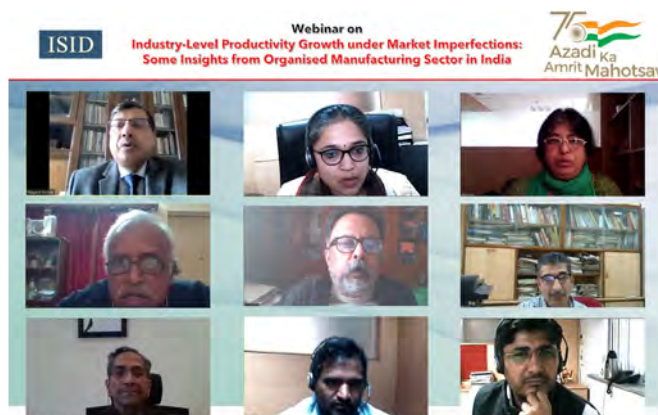 ISID
Webinar on
Industry-Level Productivity Growth under Market Imperfections:
Some Insights from Organised Manufacturing Sector in India
75
Azadi Ka
Amrit Mahotsav